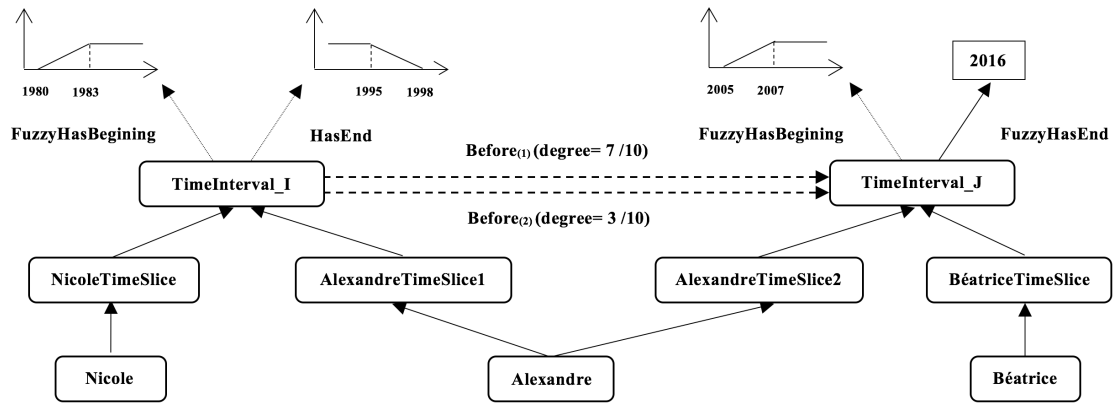 2016
1980 1983
1995 1998
2005 2007
FuzzyHasBegining
HasEnd
FuzzyHasBegining
FuzzyHasEnd
Before(1) (degree= 7 /10)
TimeInterval_I
TimeInterval_J
Before(2) (degree= 3 /10)
NicoleTimeSlice
AlexandreTimeSlice1
AlexandreTimeSlice2
BéatriceTimeSlice
Nicole
Alexandre
Béatrice